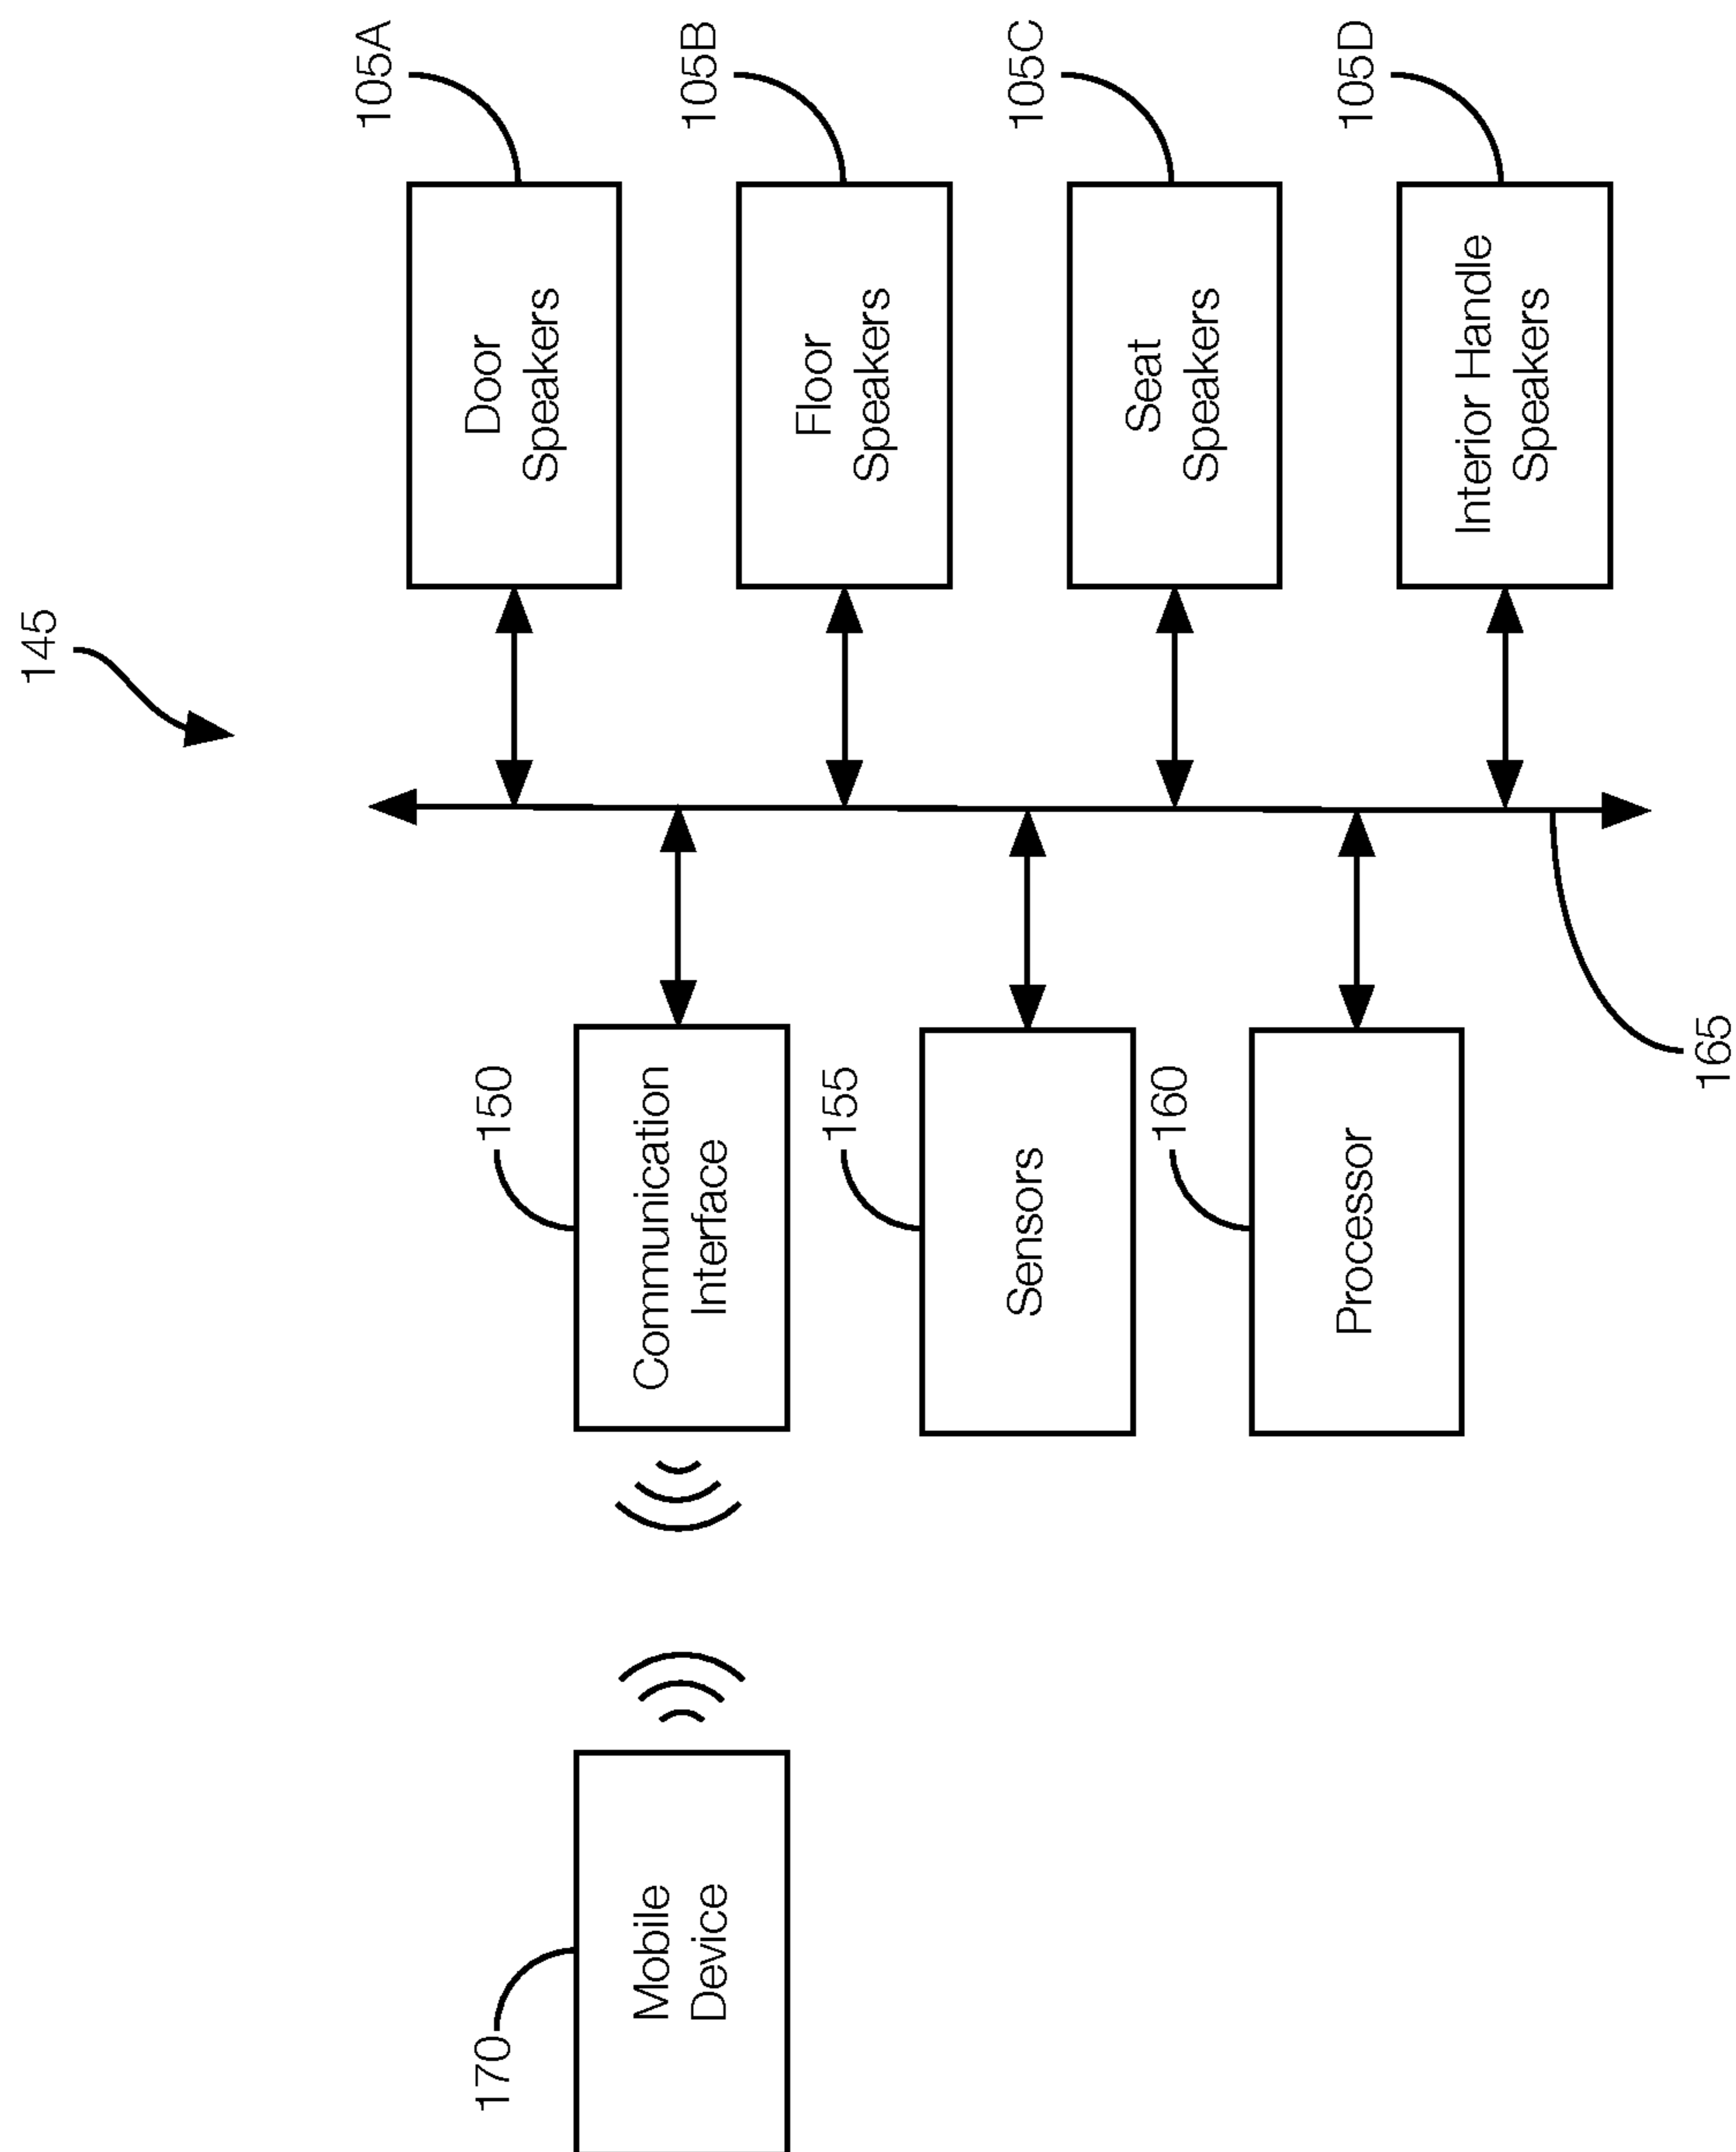 145
170
Mobile
Device
150
Communication
Interface
155
Sensors
160
Processor
165
105A
Door
Speakers
105B
Floor
Speakers
105C
Seat
Speakers
105D
Interior Handle
Speakers